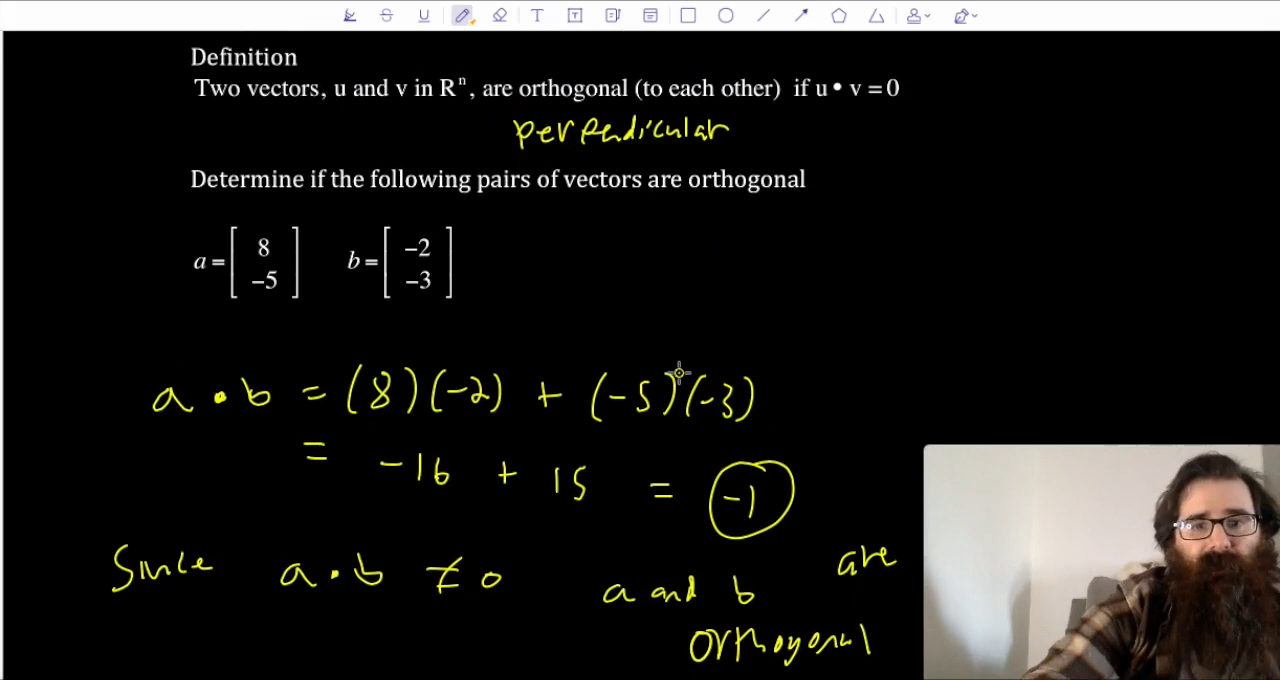 Definition
Two vectors, u and v in Rⁿ, are orthogonal (to each other) if u • v = 0
perpendicular
Determine if the following pairs of vectors are orthogonal
a = [ 8 -5 ] b = [ -2 -3 ]
a • b = (8)(-2) + (-5)(-3)
= -16 + 15 = -1
Since a • b ≠ 0 a and b are
orthogonal